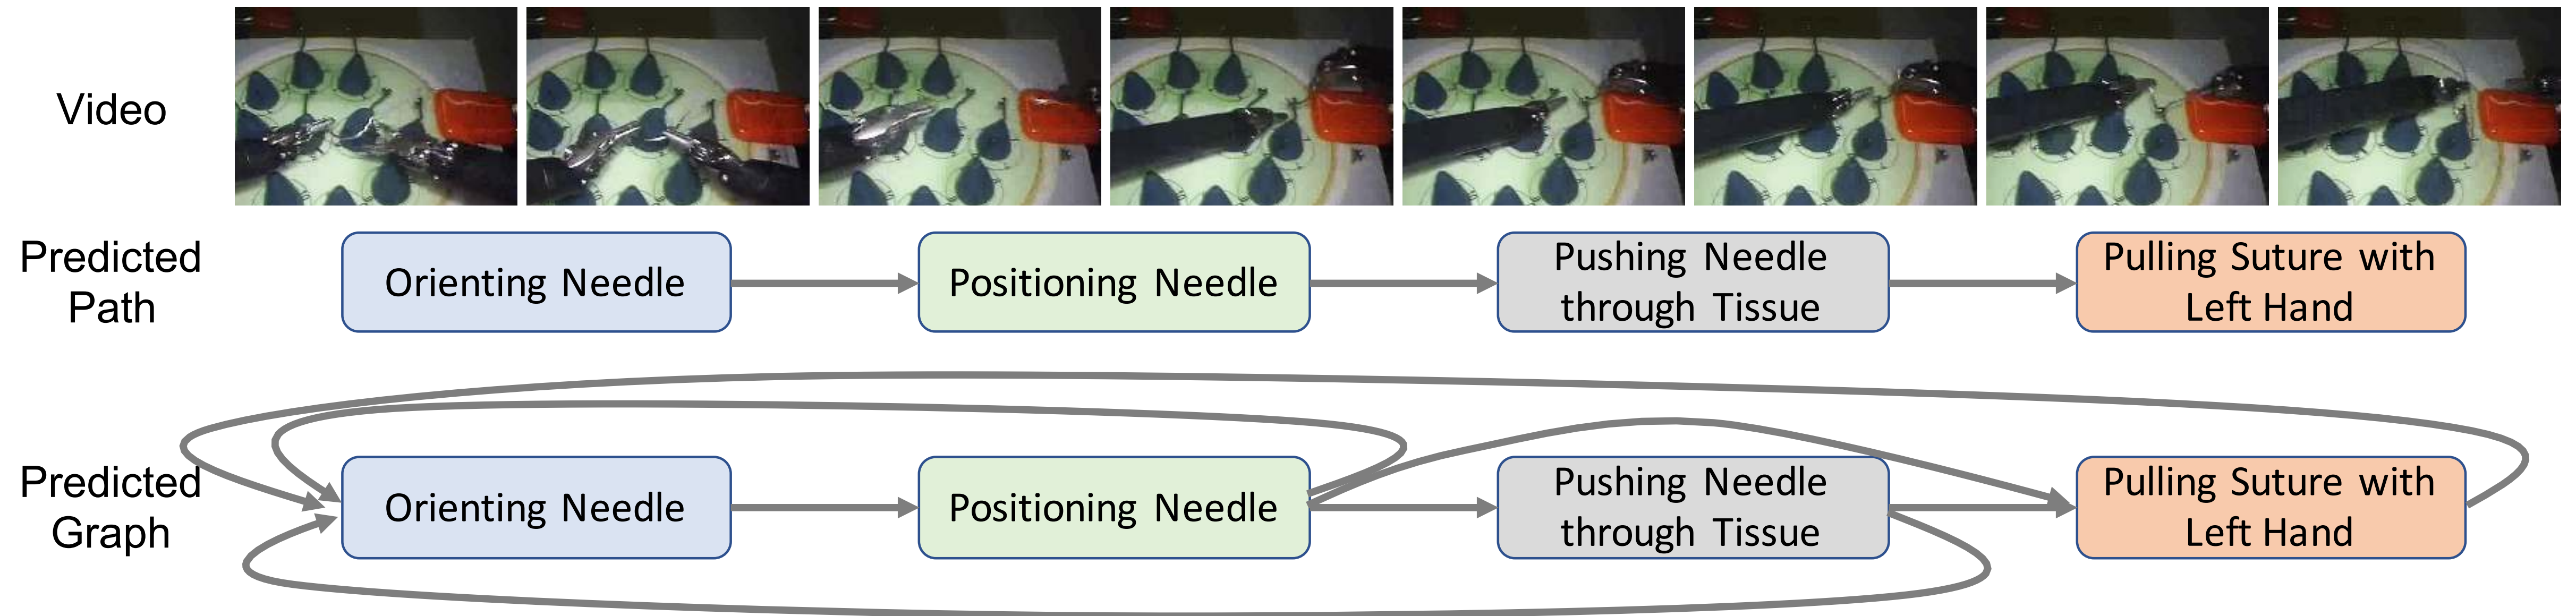 Video
Predicted
Path
Orienting Needle
Positioning Needle
Pushing Needle
through Tissue
Pulling Suture with
Left Hand
Predicted
Graph
Orienting Needle
Positioning Needle
Pushing Needle
through Tissue
Pulling Suture with
Left Hand